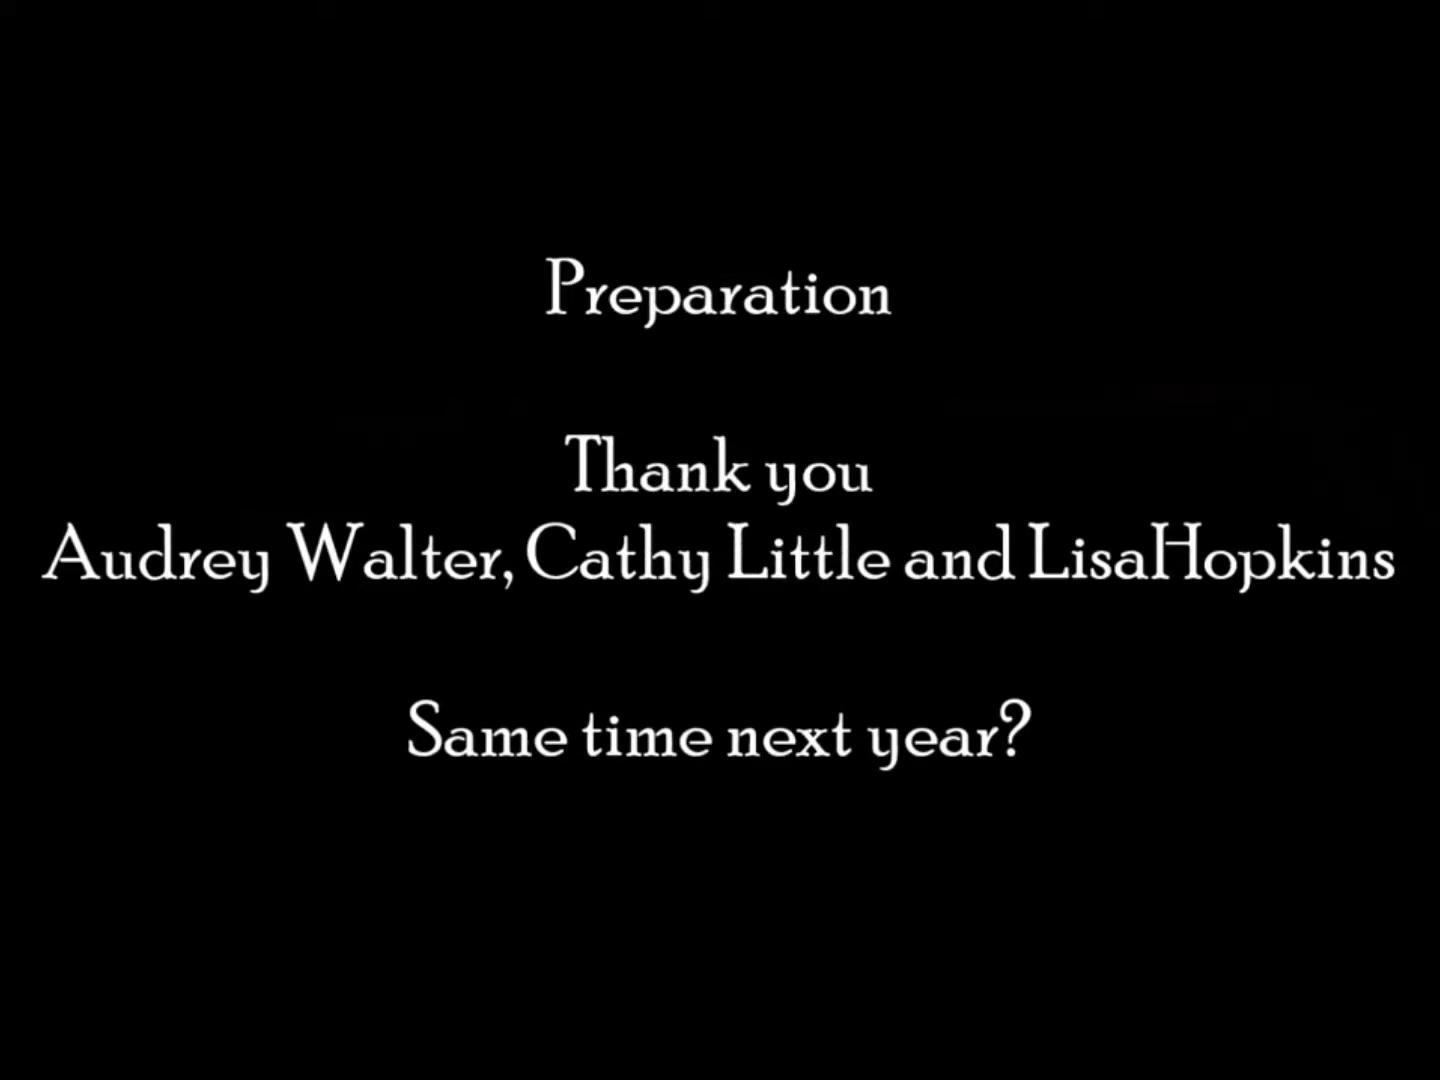 Preparation
Thank you
Audrey Walter, Cathy Little and LisaHopkins
Same time next year?